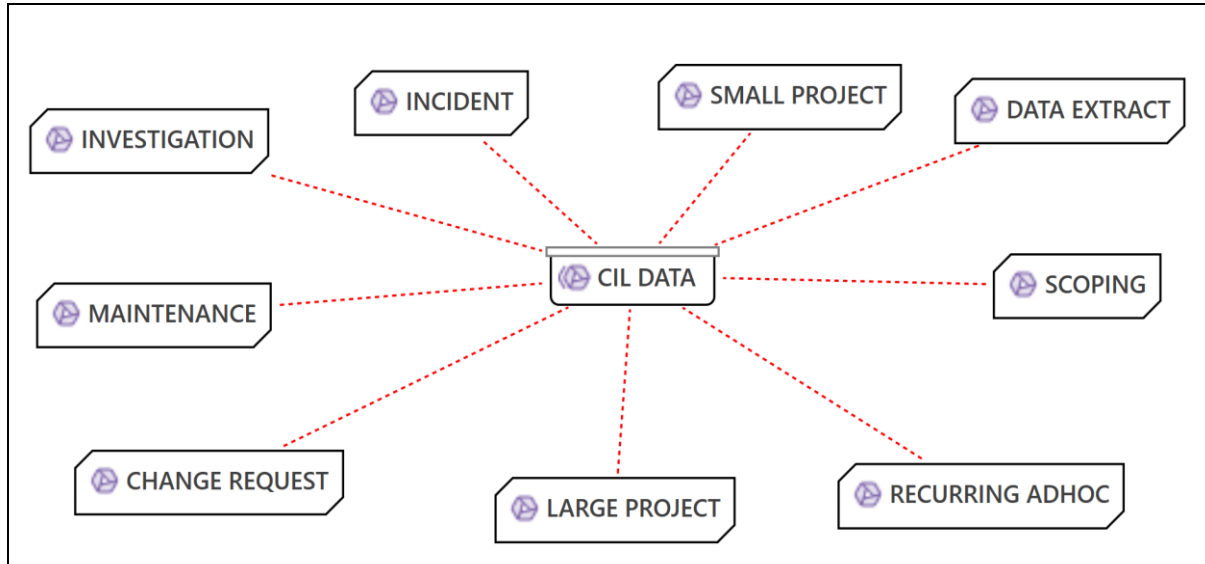 INCIDENT
SMALL PROJECT
DATA EXTRACT
INVESTIGATION
CIL DATA
SCOPING
MAINTENANCE
CHANGE REQUEST
LARGE PROJECT
RECURRING ADHOC